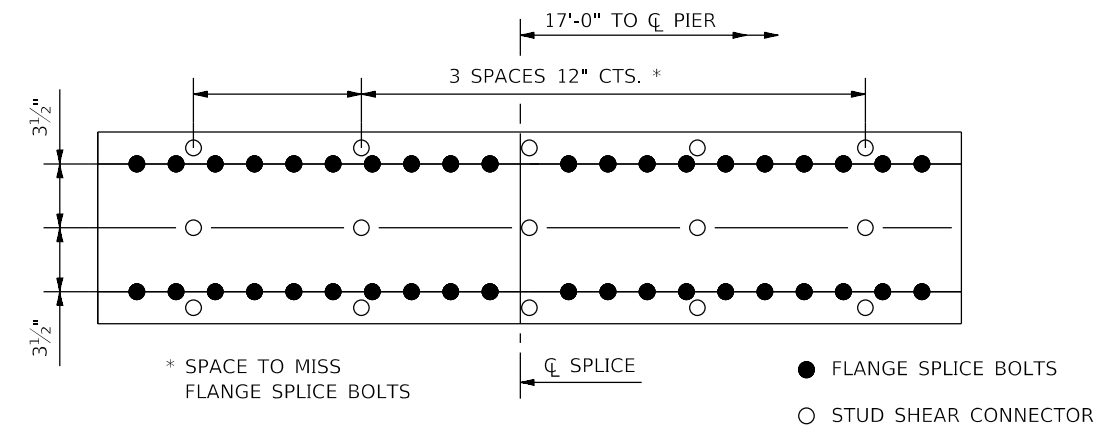 17'-0" TO ℄ PIER
3 SPACES 12" CTS. *
3½"
3½"
* SPACE TO MISS
FLANGE SPLICE BOLTS
℄ SPLICE
FLANGE SPLICE BOLTS
STUD SHEAR CONNECTOR